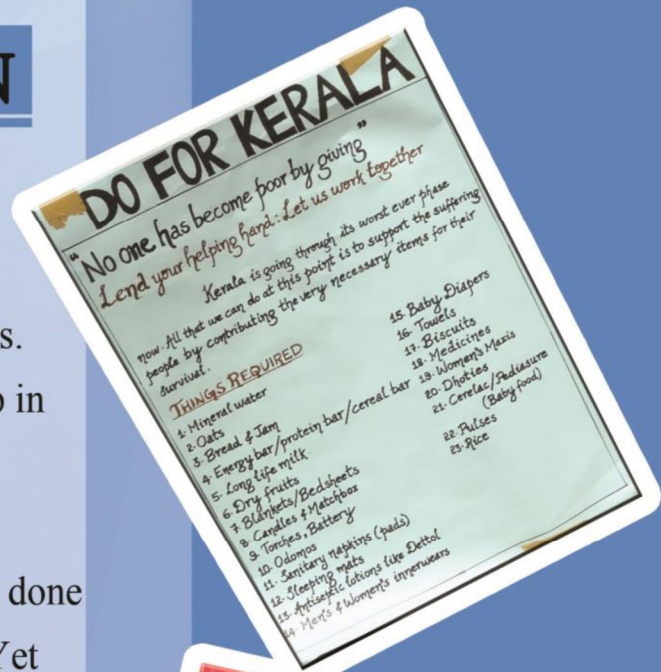 N
s.
p in
done
Yet
DO FOR KERALA
"No one has become poor by giving"
Lend your helping hand: Let us work together
Kerala is going through its worst ever phase
now. All that we can do at this point is to support the suffering
people by contributing the very necessary items for their
survival.
THINGS REQUIRED
1. Mineral water
2. Oats
3. Bread & Jam
4. Energy bar/protein bar/cereal bar
5. Long life milk
6. Dry fruits
7. Blankets/Bedsheets
8. Candles & Matchbox
9. Torches, Battery
10. Odomos
11. Sanitary napkins (pads)
12. Sleeping mats
13. Antiseptic lotions like Dettol
14. Men's & Women's innerwears
15. Baby Diapers
16. Towels
17. Biscuits
18. Medicines
19. Women's Maxis
20. Dhoties
21. Cerelac/Pediasure
(Baby food)
22. Pulses
23. Rice